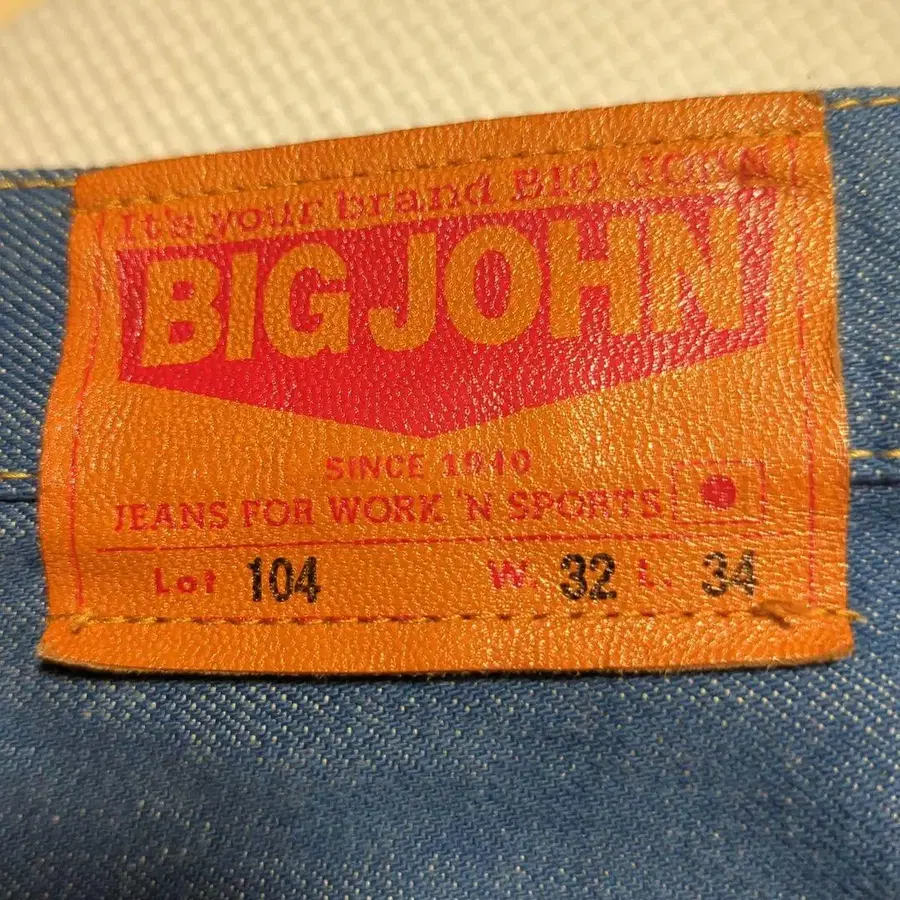 It's your brand BIG JOHN
BIG JOHN
SINCE 1940
JEANS FOR WORK 'N SPORTS
Lot 104 W. 32 L. 34